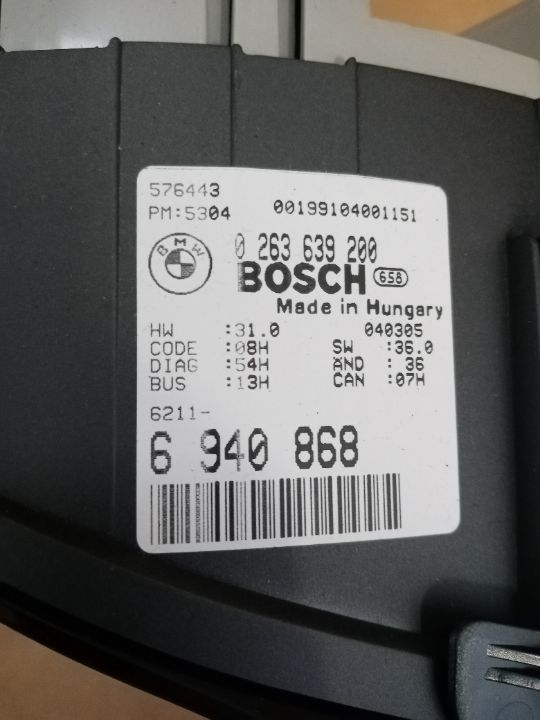 576443
PM:5304 00199104001151
BMW
0 263 639 200
BOSCH 658
Made in Hungary
HW :31.0 040305
CODE :08H SW :36.0
DIAG :54H AND : 36
BUS :13H CAN :07H
6211-
6 940 868